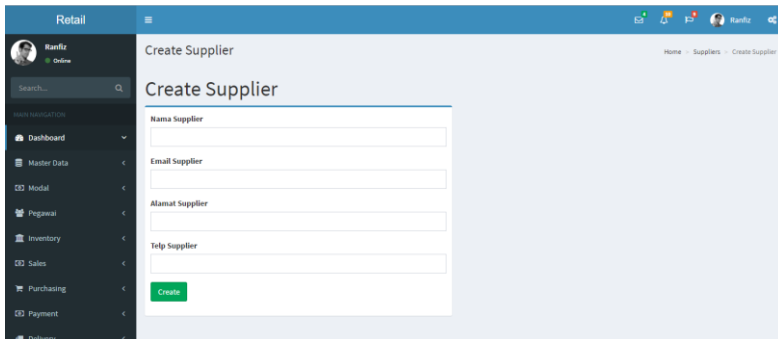 Retail
Ranfiz
Ranfiz
Online
Create Supplier
Home > Suppliers > Create Supplier
Search...
Create Supplier
MAIN NAVIGATION
Dashboard
Master Data
Modal
Pegawai
Inventory
Sales
Purchasing
Payment
Delivery
Nama Supplier
Email Supplier
Alamat Supplier
Telp Supplier
Create